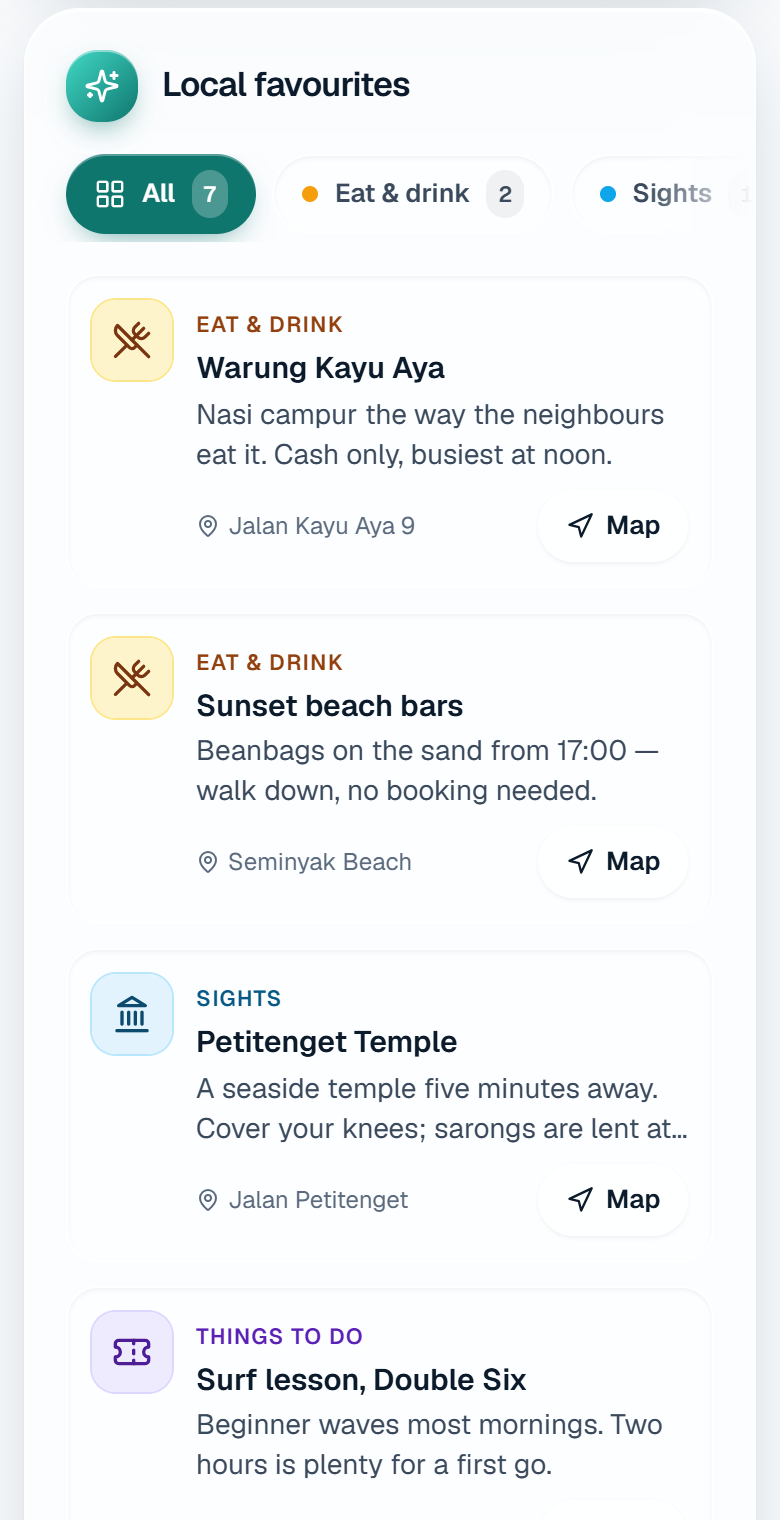 Local favourites
All 7
Eat & drink 2
Sights 1
EAT & DRINK
Warung Kayu Aya
Nasi campur the way the neighbours
eat it. Cash only, busiest at noon.
Jalan Kayu Aya 9
Map
EAT & DRINK
Sunset beach bars
Beanbags on the sand from 17:00 —
walk down, no booking needed.
Seminyak Beach
Map
SIGHTS
Petitenget Temple
A seaside temple five minutes away.
Cover your knees; sarongs are lent at...
Jalan Petitenget
Map
THINGS TO DO
Surf lesson, Double Six
Beginner waves most mornings. Two
hours is plenty for a first go.